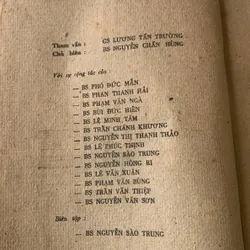 Tham vấn : GS LƯƠNG TẤN TRƯỜNG
Chủ biên : BS NGUYỄN CHẤN HÙNG
Với sự cộng tác của :
— BS PHÓ ĐỨC MẪN
— BS PHAN THANH HẢI
— BS PHẠM VĂN NGÀ
— BS BÙI ĐỨC HIỀN
— BS LÊ MINH TÂM
— BS TRẦN CHÁNH KHƯƠNG
— BS NGUYỄN THỊ THANH THẢO
— BS LÊ PHÚC THỊNH
— BS NGUYỄN SÀO TRUNG
— BS NGUYỄN HỒNG RI
— BS LÊ VĂN XUÂN
— BS PHẠM VĂN BÙNG
— BS TRẦN VĂN THIỆP
— BS NGUYỄN VĂN SƠN
Biên tập :
— BS NGUYỄN SÀO TRUNG